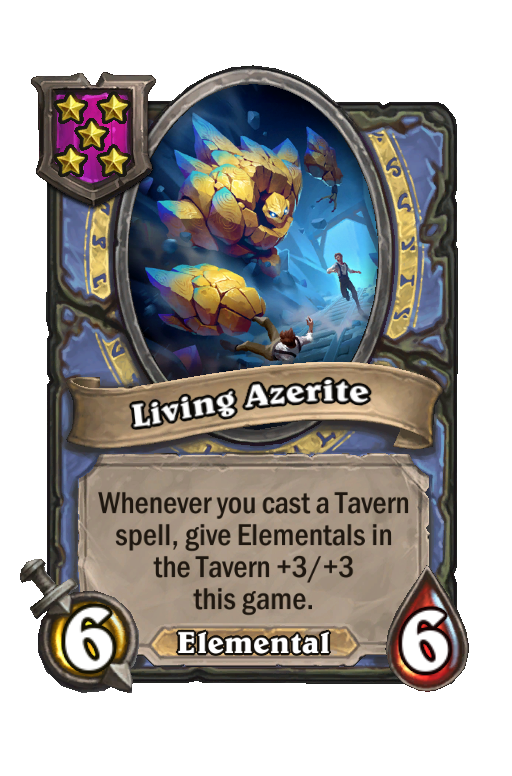 Living Azerite
Whenever you cast a Tavern
spell, give Elementals in
the Tavern +3/+3
this game.
6
Elemental
6